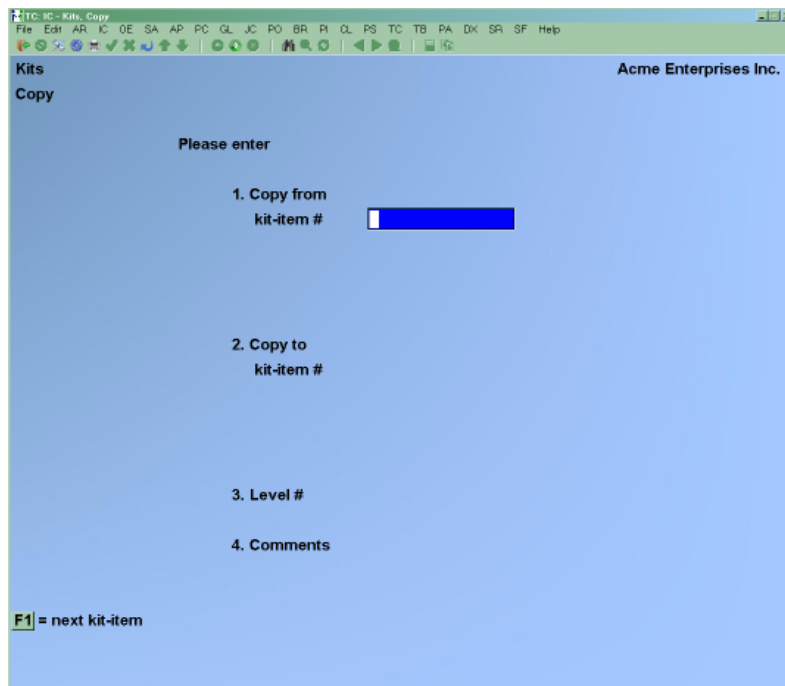 TC: IC - Kits, Copy
File Edit AR IC OE SA AP PC GL JC PO BR PI CL PS TC TB PA DX SR SF Help
Kits Acme Enterprises Inc.
Copy
Please enter
1. Copy from
kit-item #
2. Copy to
kit-item #
3. Level #
4. Comments
F1 = next kit-item